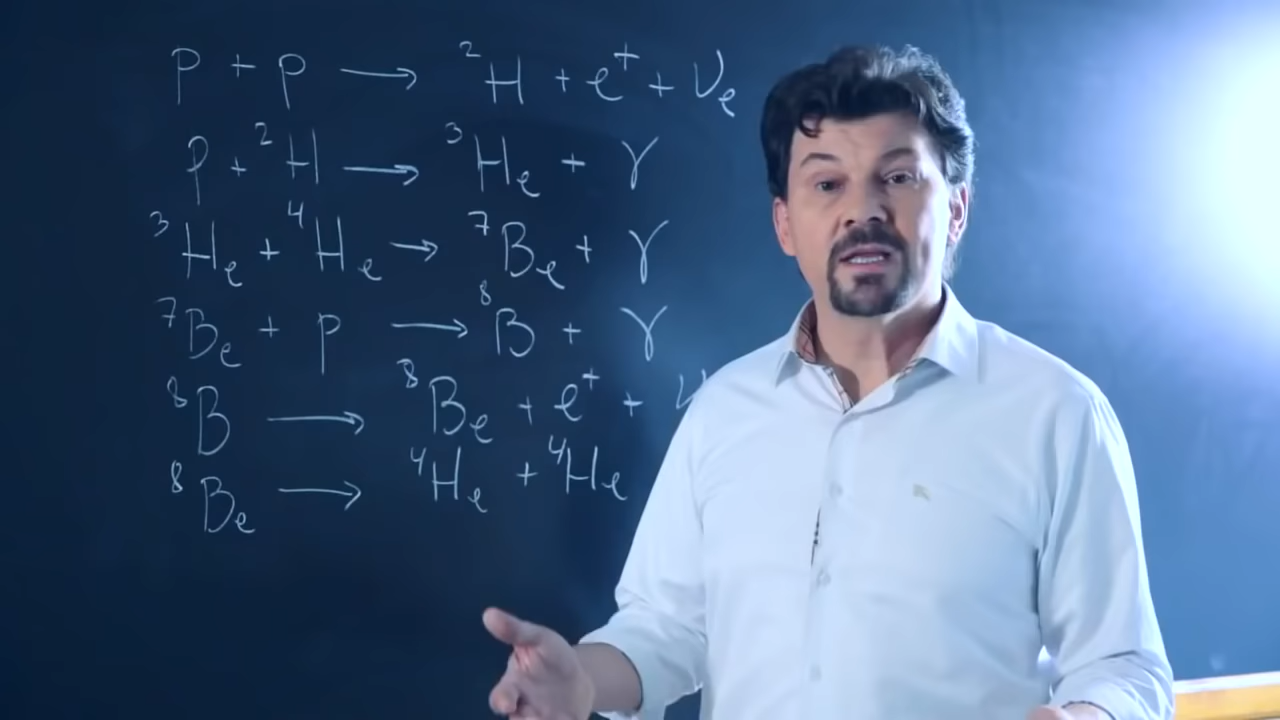 p + p → ²H + e⁺ + νₑ
p + ²H → ³He + γ
³He + ⁴He → ⁷Be + γ
⁷Be + p → ⁸B + γ
⁸B → ⁸Be + e⁺ + ν
⁸Be → ⁴He + ⁴He